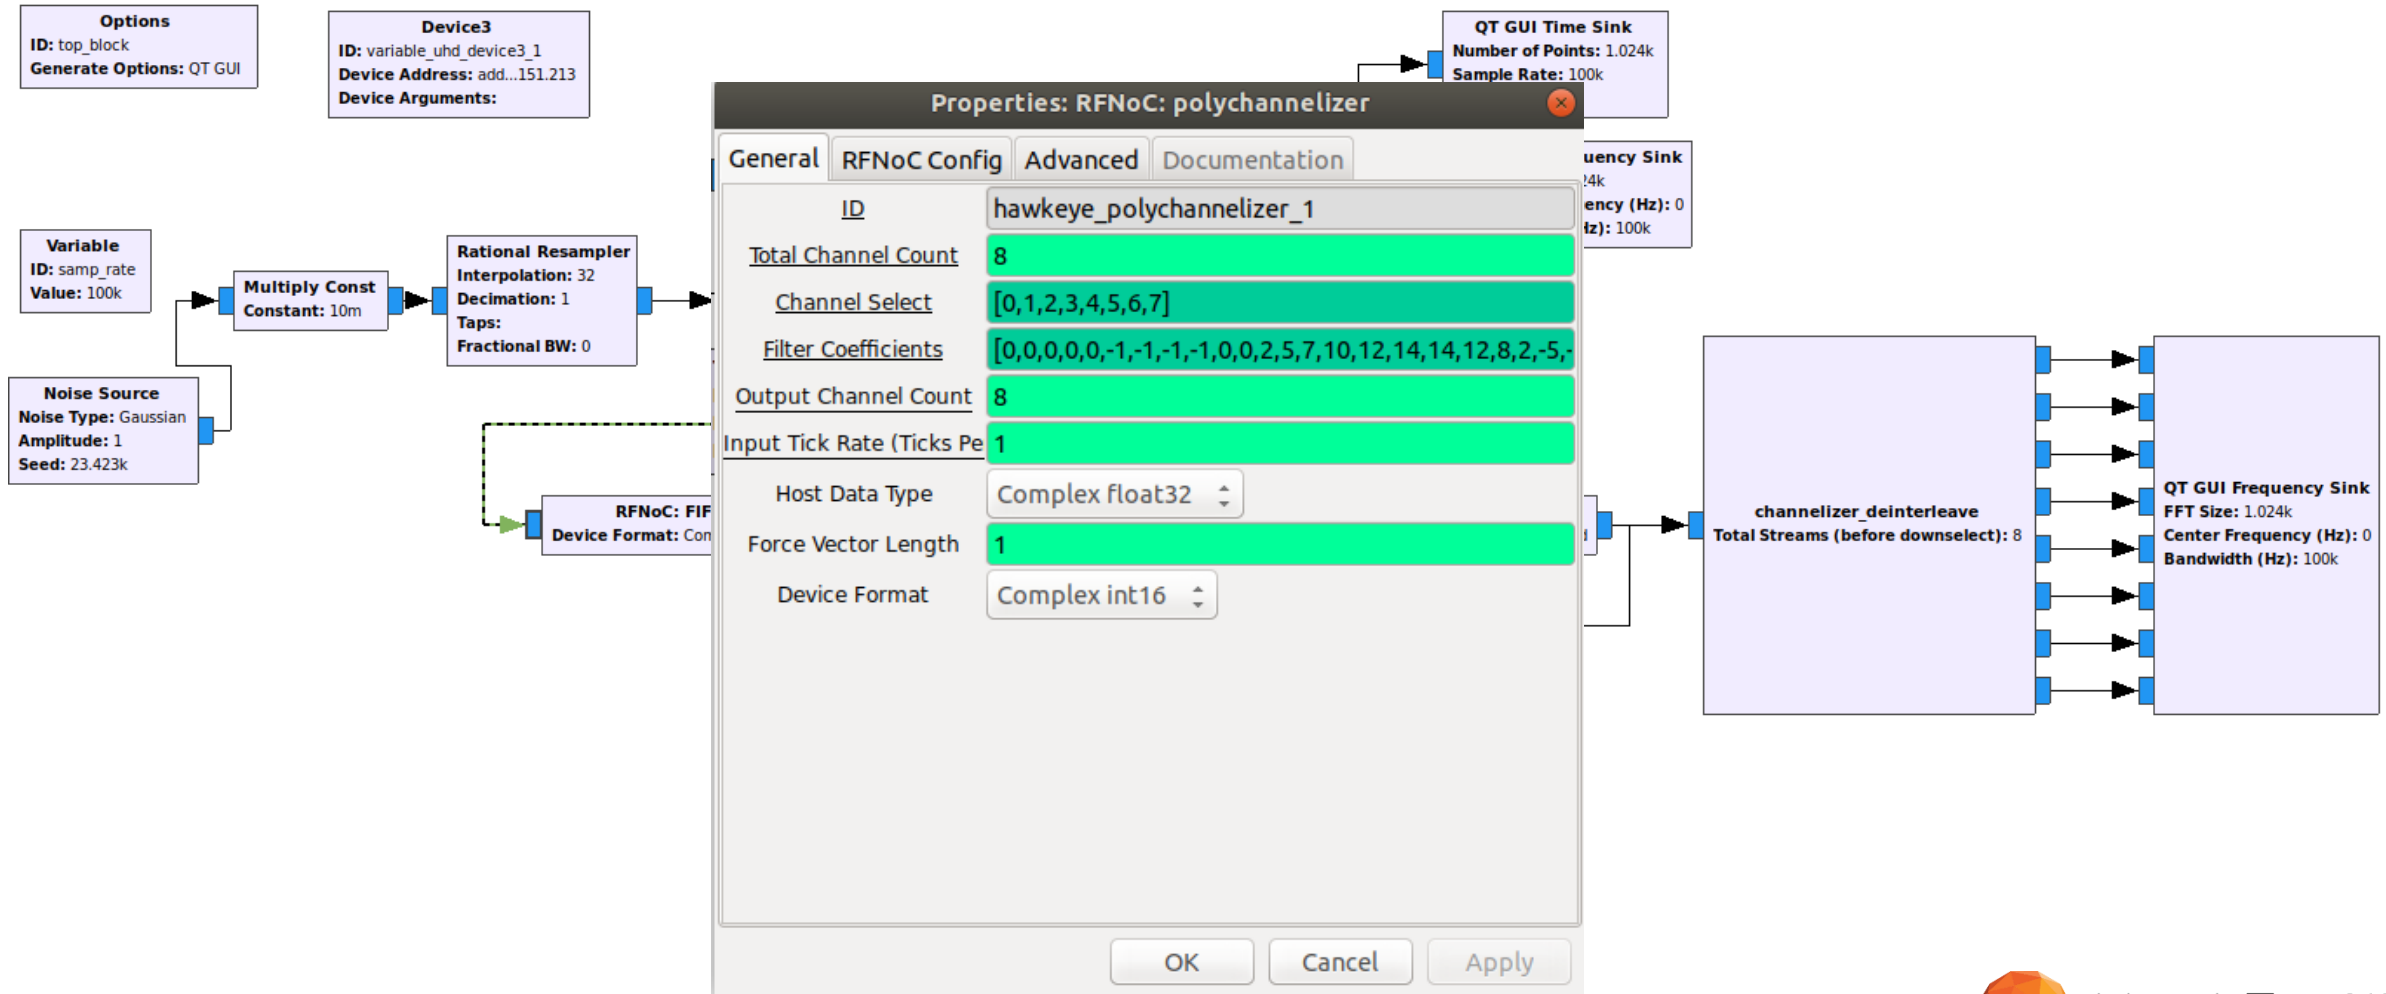 Options
ID: top_block
Generate Options: QT GUI
Device3
ID: variable_uhd_device3_1
Device Address: add...151.213
Device Arguments:
QT GUI Time Sink
Number of Points: 1.024k
Sample Rate: 100k
Variable
ID: samp_rate
Value: 100k
Multiply Const
Constant: 10m
Rational Resampler
Interpolation: 32
Decimation: 1
Taps:
Fractional BW: 0
Noise Source
Noise Type: Gaussian
Amplitude: 1
Seed: 23.423k
RFNoC: FIF
Device Format: Com
Properties: RFNoC: polychannelizer
General RFNoC Config Advanced Documentation
ID hawkeye_polychannelizer_1
Total Channel Count 8
Channel Select [0,1,2,3,4,5,6,7]
Filter Coefficients [0,0,0,0,0,-1,-1,-1,-1,0,0,2,5,7,10,12,14,14,12,8,2,-5,-
Output Channel Count 8
Input Tick Rate (Ticks Pe 1
Host Data Type Complex float32
Force Vector Length 1
Device Format Complex int16
OK Cancel Apply
uency Sink
24k
ency (Hz): 0
Hz): 100k
channelizer_deinterleave
Total Streams (before downselect): 8
QT GUI Frequency Sink
FFT Size: 1.024k
Center Frequency (Hz): 0
Bandwidth (Hz): 100k